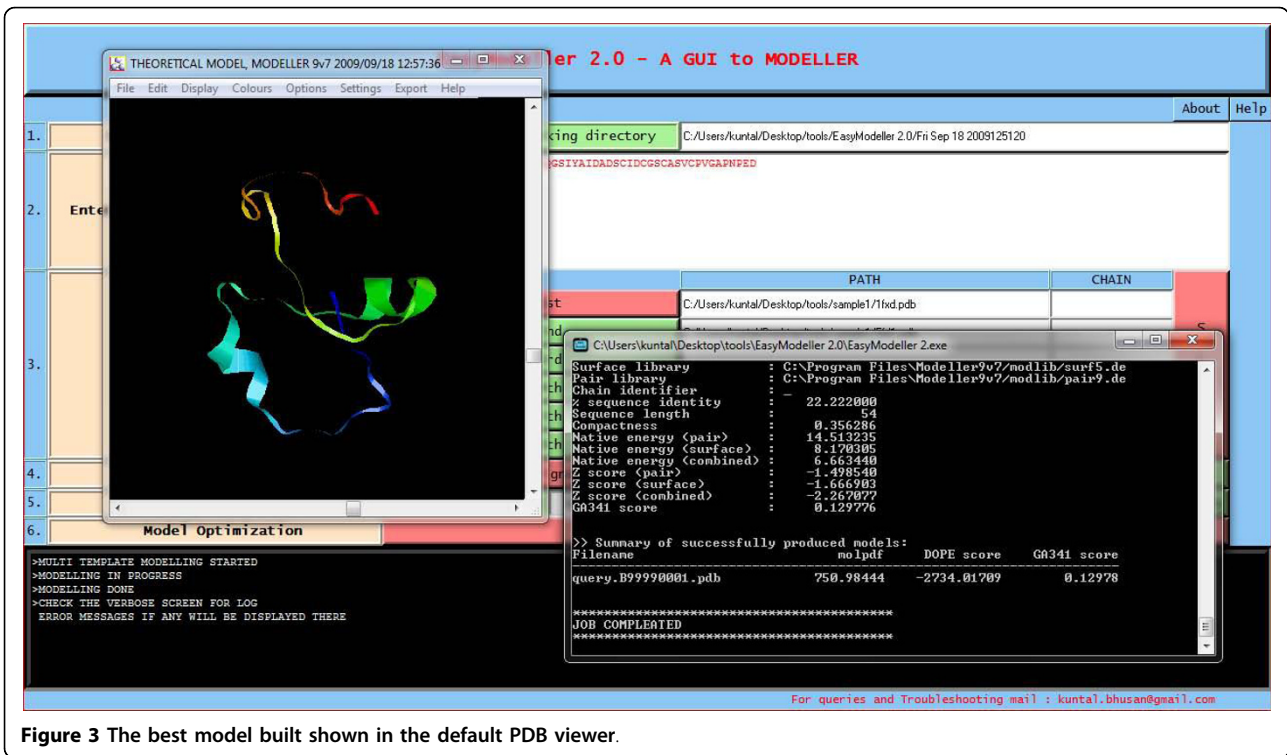 ler 2.0 - A GUI to MODELLER
THEORETICAL MODEL, MODELLER 9v7 2009/09/18 12:57:36
File Edit Display Colours Options Settings Export Help
About Help
1.
king directory
C:/Users/kuntal/Desktop/tools/EasyModeller 2.0/Fri Sep 18 2009125120
QGSIYAIDADSCIDCGSCASVCPVGAPNPED
2.
Ente
PATH CHAIN
st
C:/Users/kuntal/Desktop/tools/sample1/1fxd.pdb
nd
S
3.
-d
th
th
th
4.
gr
5.
6.
Model Optimization
C:\Users\kuntal\Desktop\tools\EasyModeller 2.0\EasyModeller 2.exe
Surface library : C:\Program Files\Modeller9v7/modlib/surf5.de
Pair library : C:\Program Files\Modeller9v7/modlib/pair9.de
Chain identifier : _
% sequence identity : 22.222000
Sequence length : 54
Compactness : 0.356286
Native energy (pair) : 14.513235
Native energy (surface) : 8.170305
Native energy (combined) : 6.663440
Z score (pair) : -1.498540
Z score (surface) : -1.666903
Z score (combined) : -2.267077
GA341 score : 0.129776
>> Summary of successfully produced models:
Filename molpdf DOPE score GA341 score
----------------------------------------------------------------------
query.B99990001.pdb 750.98444 -2734.01709 0.12978
******************************************
JOB COMPLEATED
******************************************
>MULTI TEMPLATE MODELLING STARTED
>MODELLING IN PROGRESS
>MODELLING DONE
>CHECK THE VERBOSE SCREEN FOR LOG
ERROR MESSAGES IF ANY WILL BE DISPLAYED THERE
For queries and Troubleshooting mail : kuntal.bhusan@gmail.com
Figure 3 The best model built shown in the default PDB viewer.